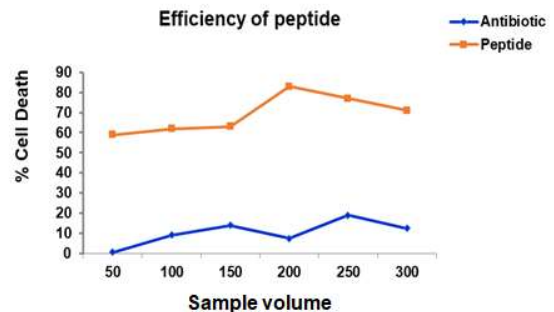 Efficiency of peptide
Antibiotic
Peptide
% Cell Death
90
80
70
60
50
40
30
20
10
0
50 100 150 200 250 300
Sample volume